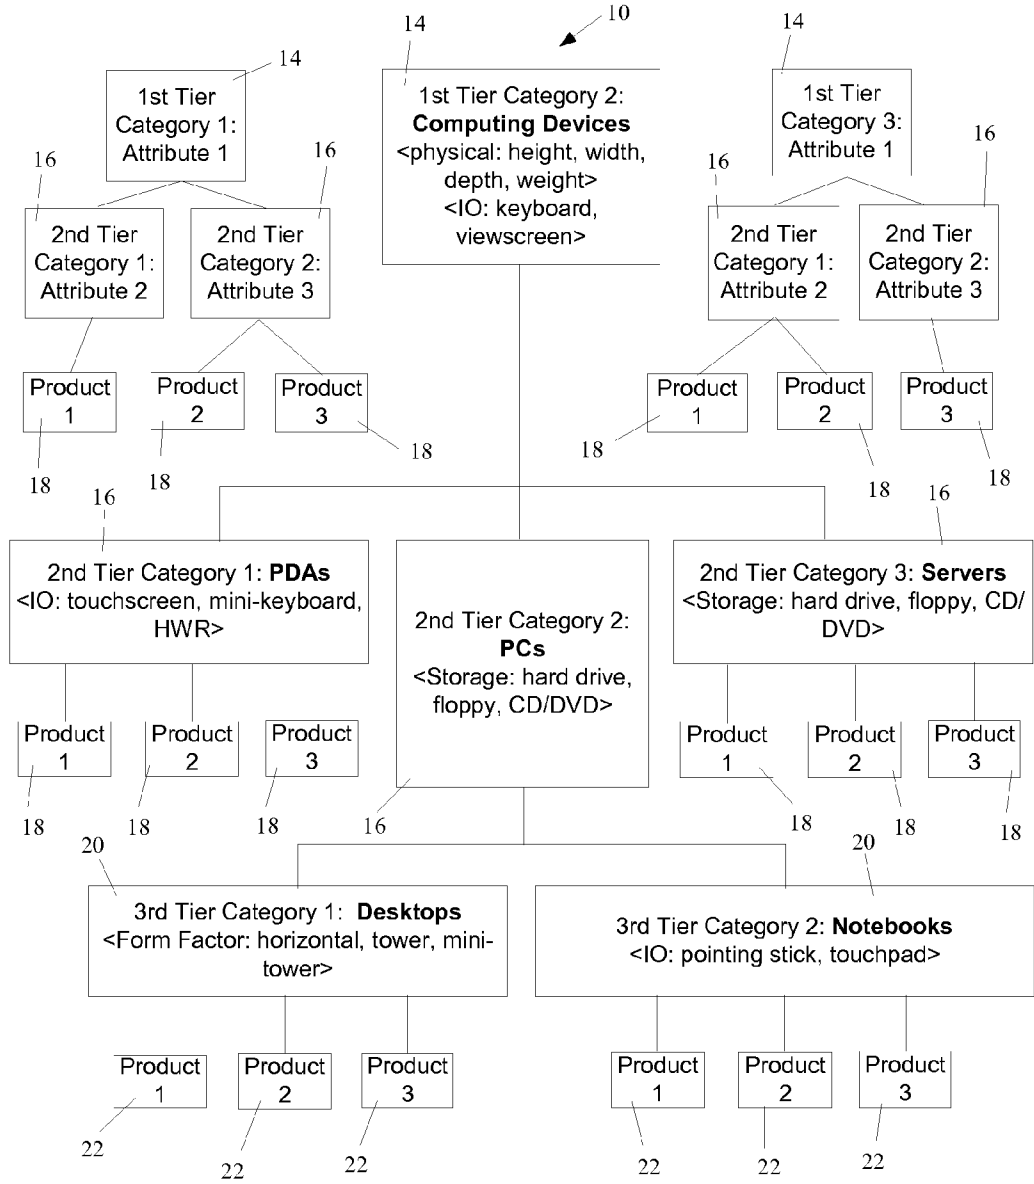 10
14
14
14
1st Tier
Category 1:
Attribute 1
1st Tier Category 2:
Computing Devices
<physical: height, width,
depth, weight>
<IO: keyboard,
viewscreen>
1st Tier
Category 3:
Attribute 1
16
16
16
16
2nd Tier
Category 1:
Attribute 2
2nd Tier
Category 2:
Attribute 3
2nd Tier
Category 1:
Attribute 2
2nd Tier
Category 2:
Attribute 3
Product
1
Product
2
Product
3
Product
1
Product
2
Product
3
18
18
18
18
18
18
16
16
2nd Tier Category 1: PDAs
<IO: touchscreen, mini-keyboard,
HWR>
2nd Tier Category 2:
PCs
<Storage: hard drive,
floppy, CD/DVD>
2nd Tier Category 3: Servers
<Storage: hard drive, floppy, CD/
DVD>
Product
1
Product
2
Product
3
Product
1
Product
2
Product
3
18
18
18
16
18
18
18
20
20
3rd Tier Category 1: Desktops
<Form Factor: horizontal, tower, mini-
tower>
3rd Tier Category 2: Notebooks
<IO: pointing stick, touchpad>
Product
1
Product
2
Product
3
Product
1
Product
2
Product
3
22
22
22
22
22
22